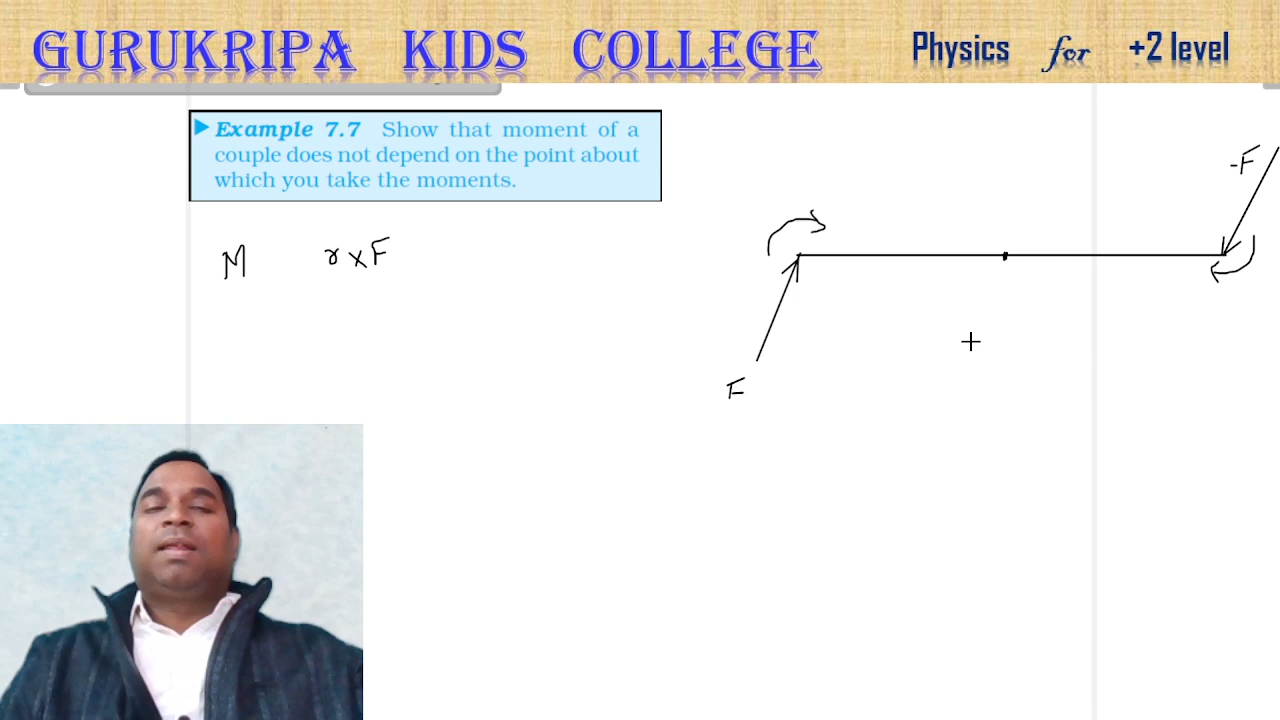 GURUKRIPA KIDS COLLEGE
Physics for +2 level
Example 7.7 Show that moment of a
couple does not depend on the point about
which you take the moments.
M r×F
-F
F